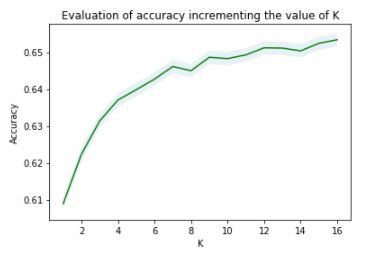 Evaluation of accuracy incrementing the value of K
0.65
0.64
0.63
0.62
0.61
Accuracy
2 4 6 8 10 12 14 16
K